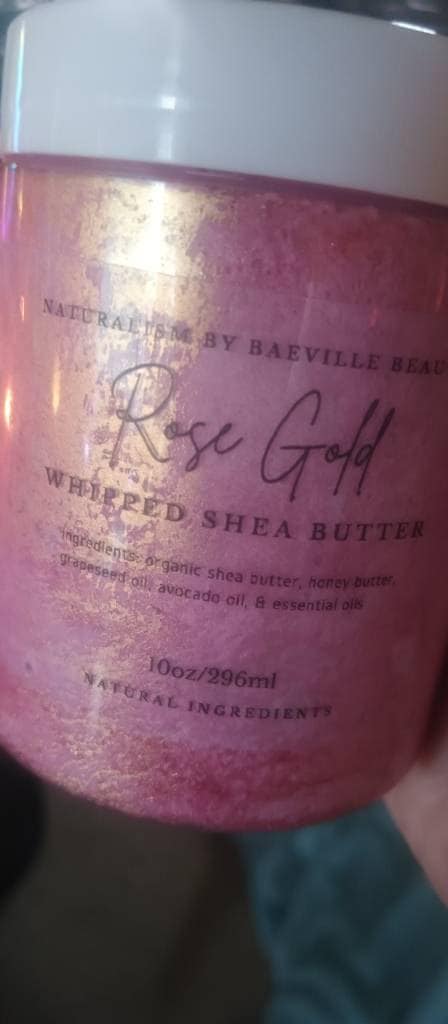 NATURALISM BY BAEVILLE BEAU
Rose Gold
WHIPPED SHEA BUTTER
ingredients: organic shea butter, honey butter,
grapeseed oil, avocado oil, & essential oils
10oz/296ml
NATURAL INGREDIENTS